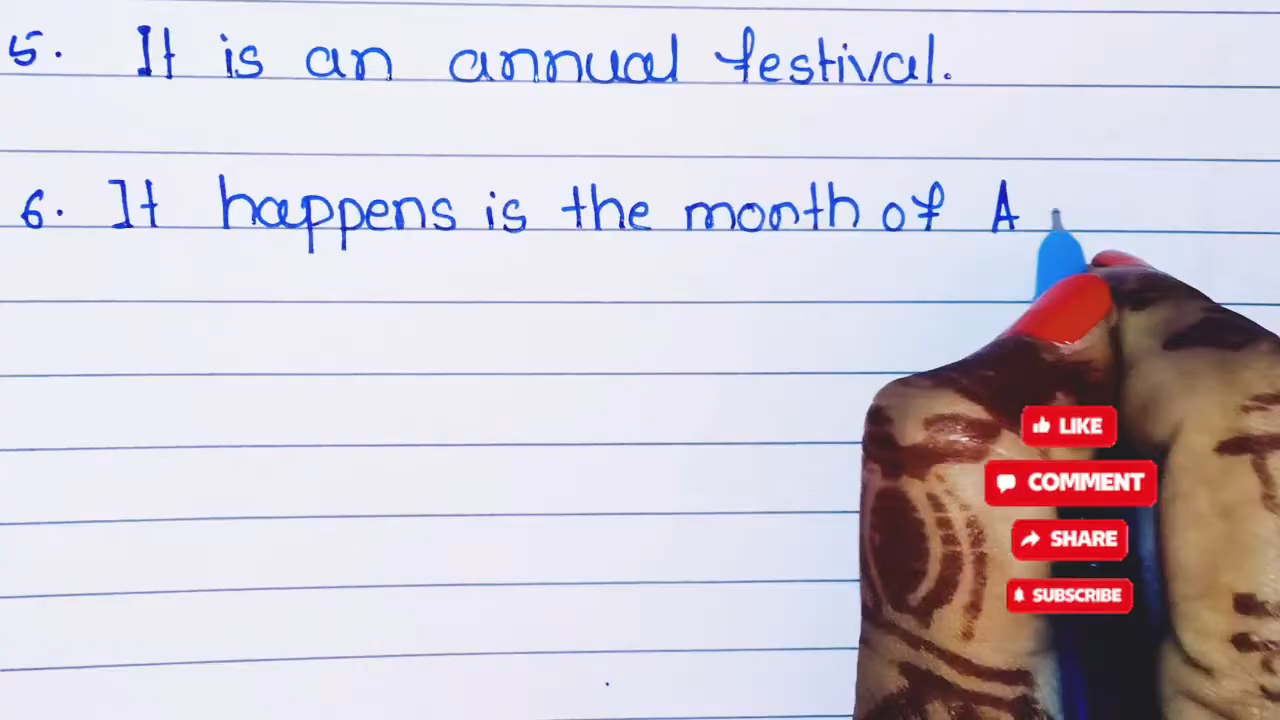 5. It is an annual festival.
6. It happens is the month of A
LIKE
COMMENT
SHARE
SUBSCRIBE